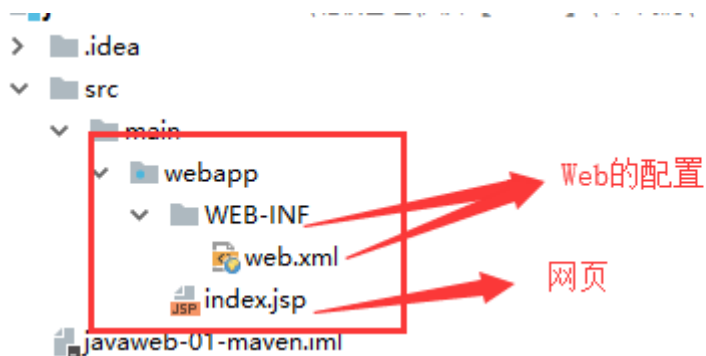 .idea
src
main
webapp
Web的配置
WEB-INF
web.xml
网页
JSP index.jsp
javaweb-01-maven.iml